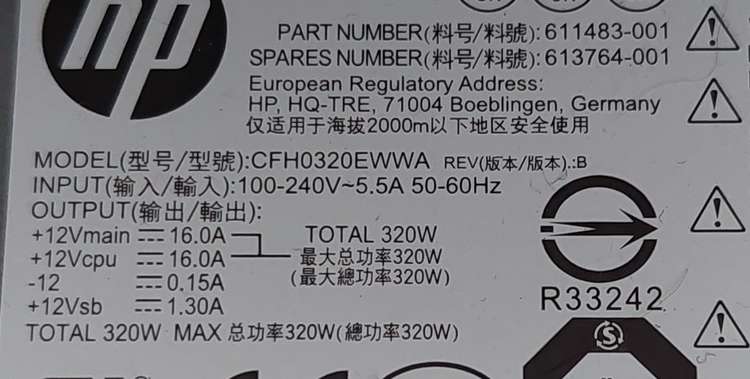 hp
PART NUMBER(料号/料號):611483-001
SPARES NUMBER(料号/料號):613764-001
European Regulatory Address:
HP, HQ-TRE, 71004 Boeblingen, Germany
仅适用于海拔2000m以下地区安全使用
MODEL(型号/型號):CFH0320EWWA REV(版本/版本).:B
INPUT(输入/輸入):100-240V~5.5A 50-60Hz
OUTPUT(输出/輸出):
+12Vmain ⎓ 16.0A TOTAL 320W
+12Vcpu ⎓ 16.0A 最大总功率320W
-12 ⎓ 0.15A (最大總功率320W)
+12Vsb ⎓ 1.30A
TOTAL 320W MAX 总功率320W(總功率320W)
R33242